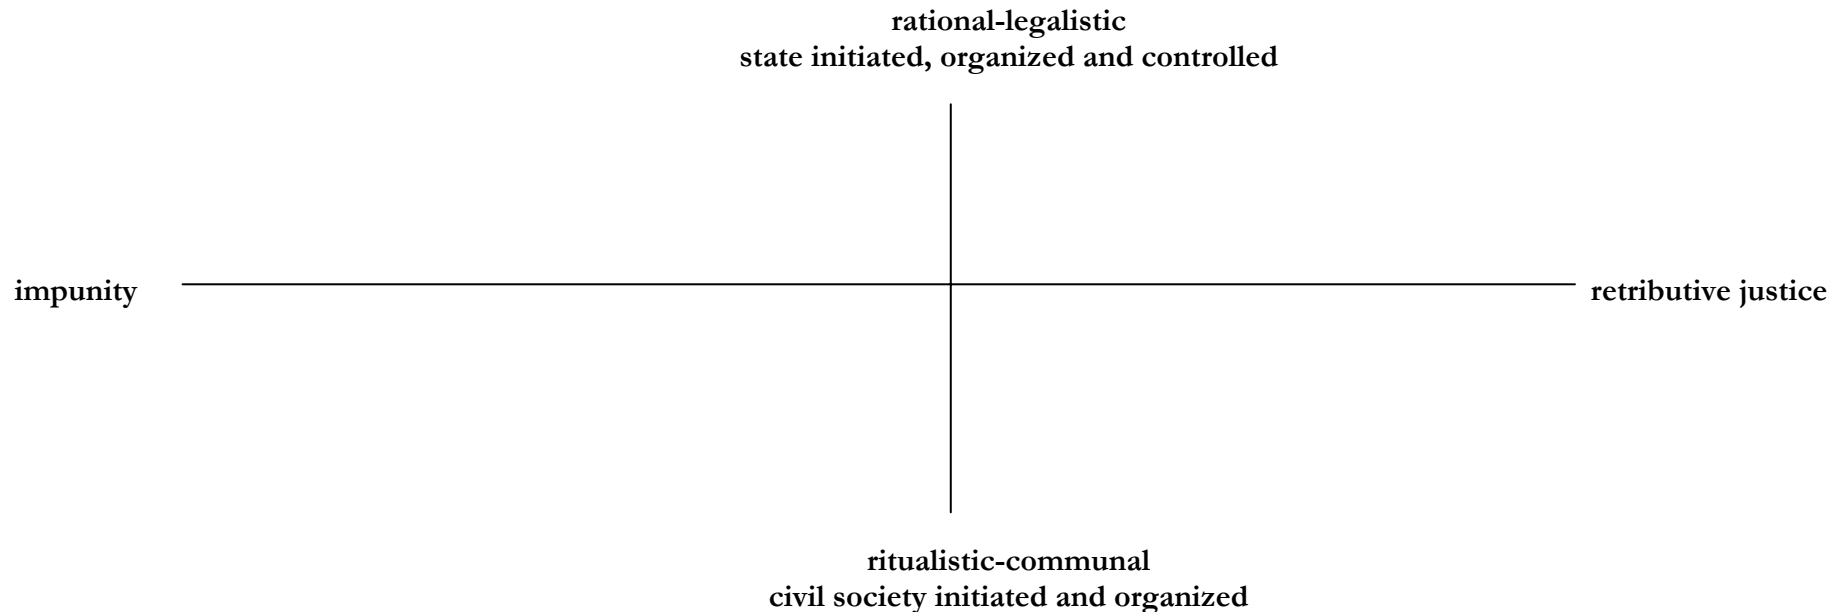 rational-legalistic
state initiated, organized and controlled
impunity
retributive justice
ritualistic-communal
civil society initiated and organized